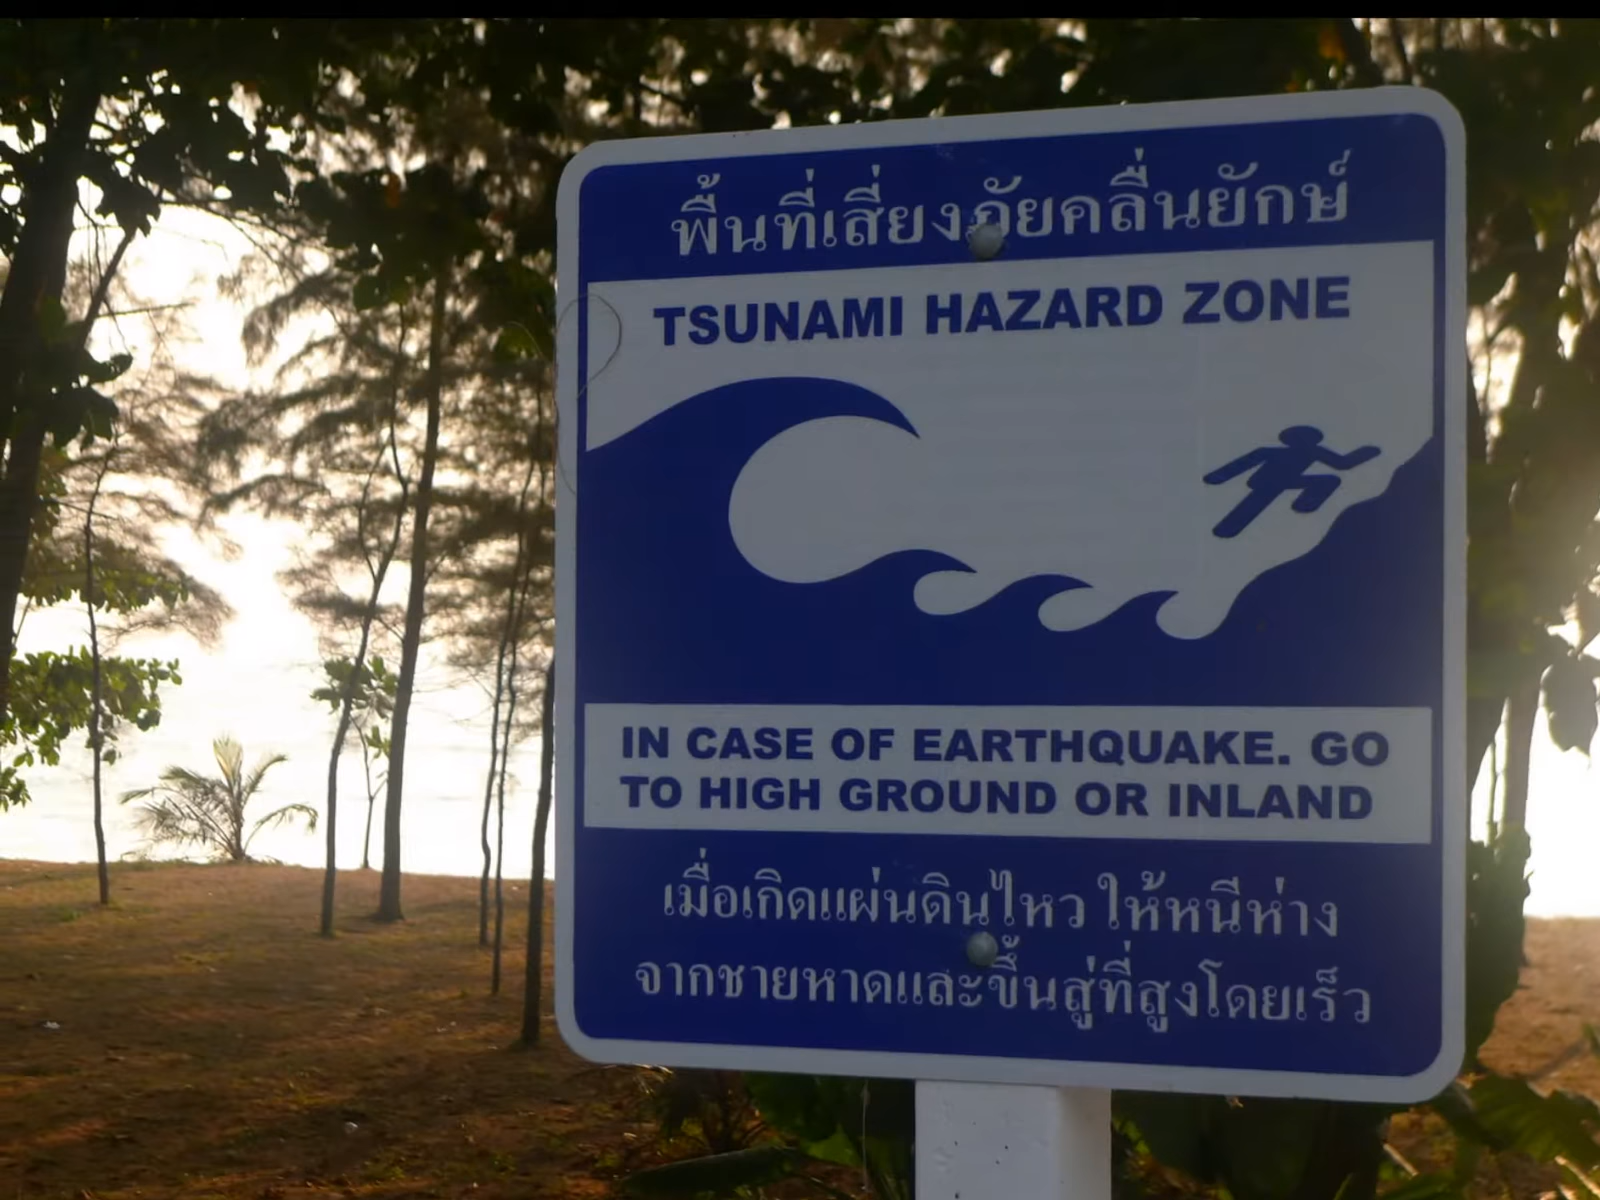 พื้นที่เสี่ยงภัยคลื่นยักษ์
TSUNAMI HAZARD ZONE
IN CASE OF EARTHQUAKE. GO
TO HIGH GROUND OR INLAND
เมื่อเกิดแผ่นดินไหว ให้หนีห่าง
จากชายหาดและขึ้นสู่ที่สูงโดยเร็ว